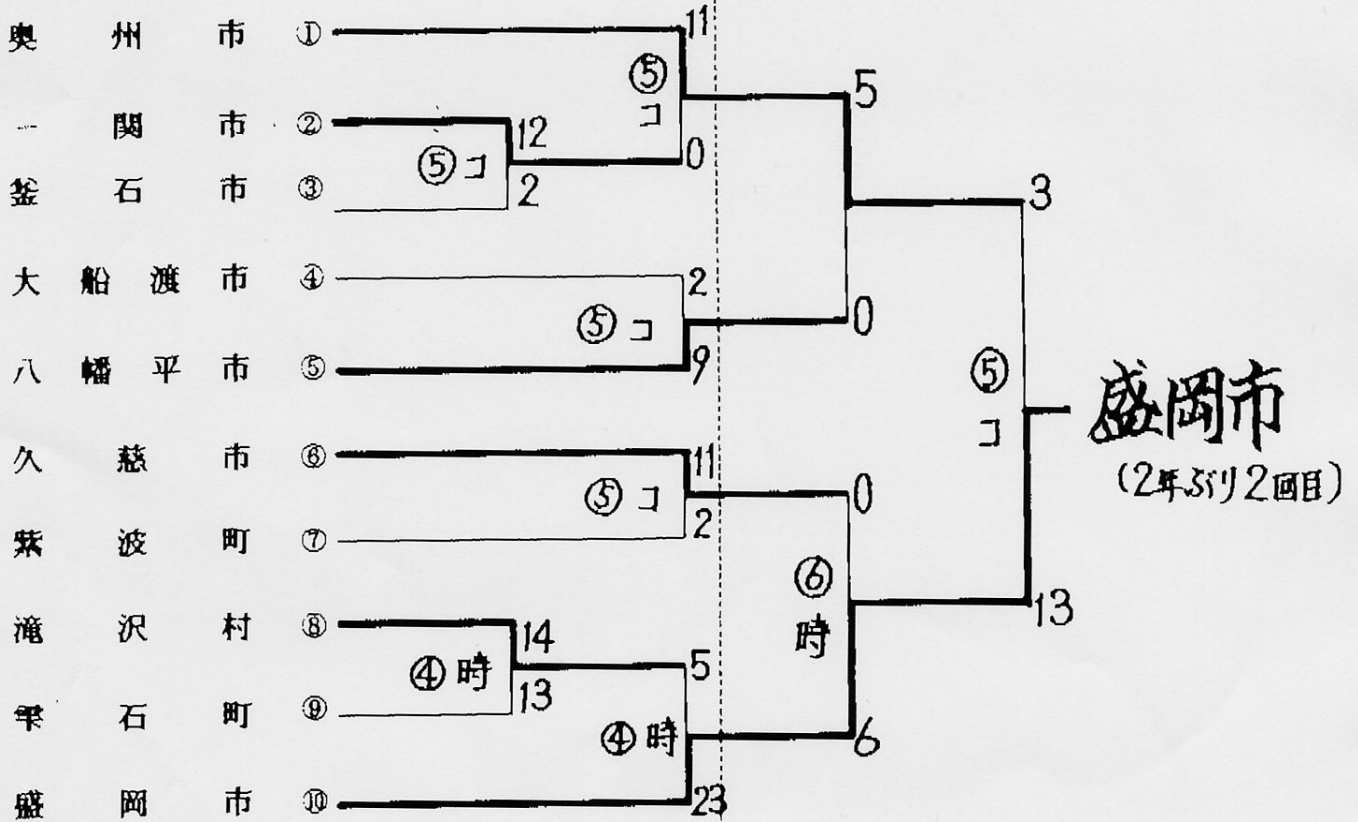 奥州市 ① 11
⑤コ
5
一関市 ② 12
0
⑤コ
釜石市 ③ 2
3
大船渡市 ④ 2
⑤コ
0
八幡平市 ⑤ 9
⑤コ
盛岡市
(2年ぶり2回目)
久慈市 ⑥ 11
⑤コ
0
紫波町 ⑦ 2
⑥時
13
滝沢村 ⑧ 14
④時
5
雫石町 ⑨ 13
④時
6
盛岡市 ⑩ 23